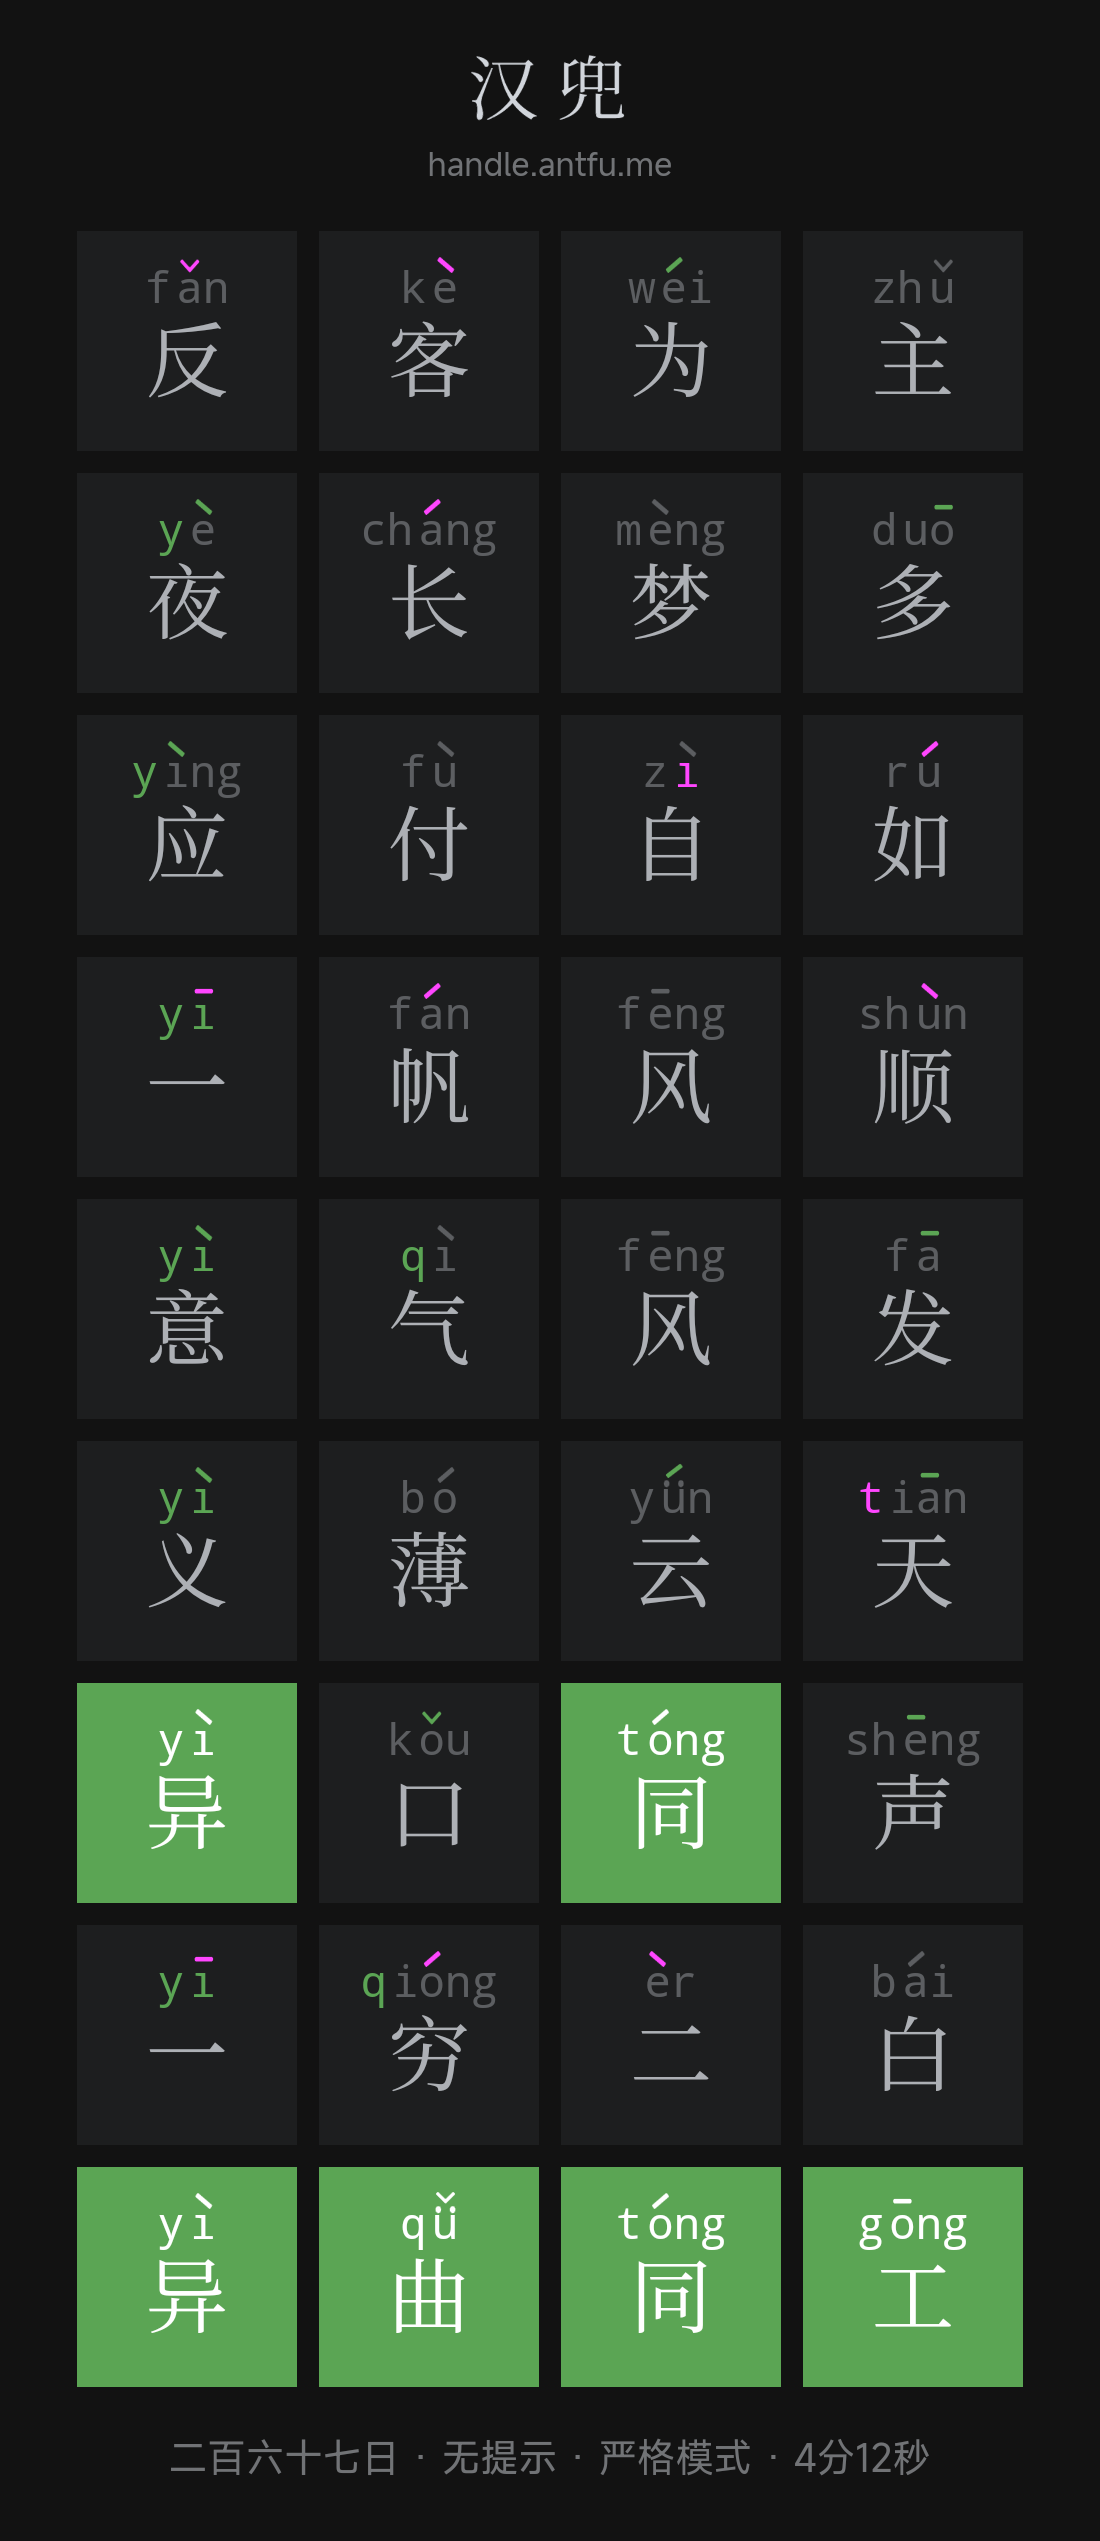 汉兜
handle.antfu.me
fǎn kè wéi zhǔ
反 客 为 主
yè cháng mèng duō
夜 长 梦 多
yìng fù zì rú
应 付 自 如
yī fán fēng shùn
一 帆 风 顺
yì qì fēng fā
意 气 风 发
yì bó yǘn tiān
义 薄 云 天
yì kǒu tóng shēng
异 口 同 声
yī qióng èr bái
一 穷 二 白
yì qǚ tóng gōng
异 曲 同 工
二百六十七日 · 无提示 · 严格模式 · 4分12秒